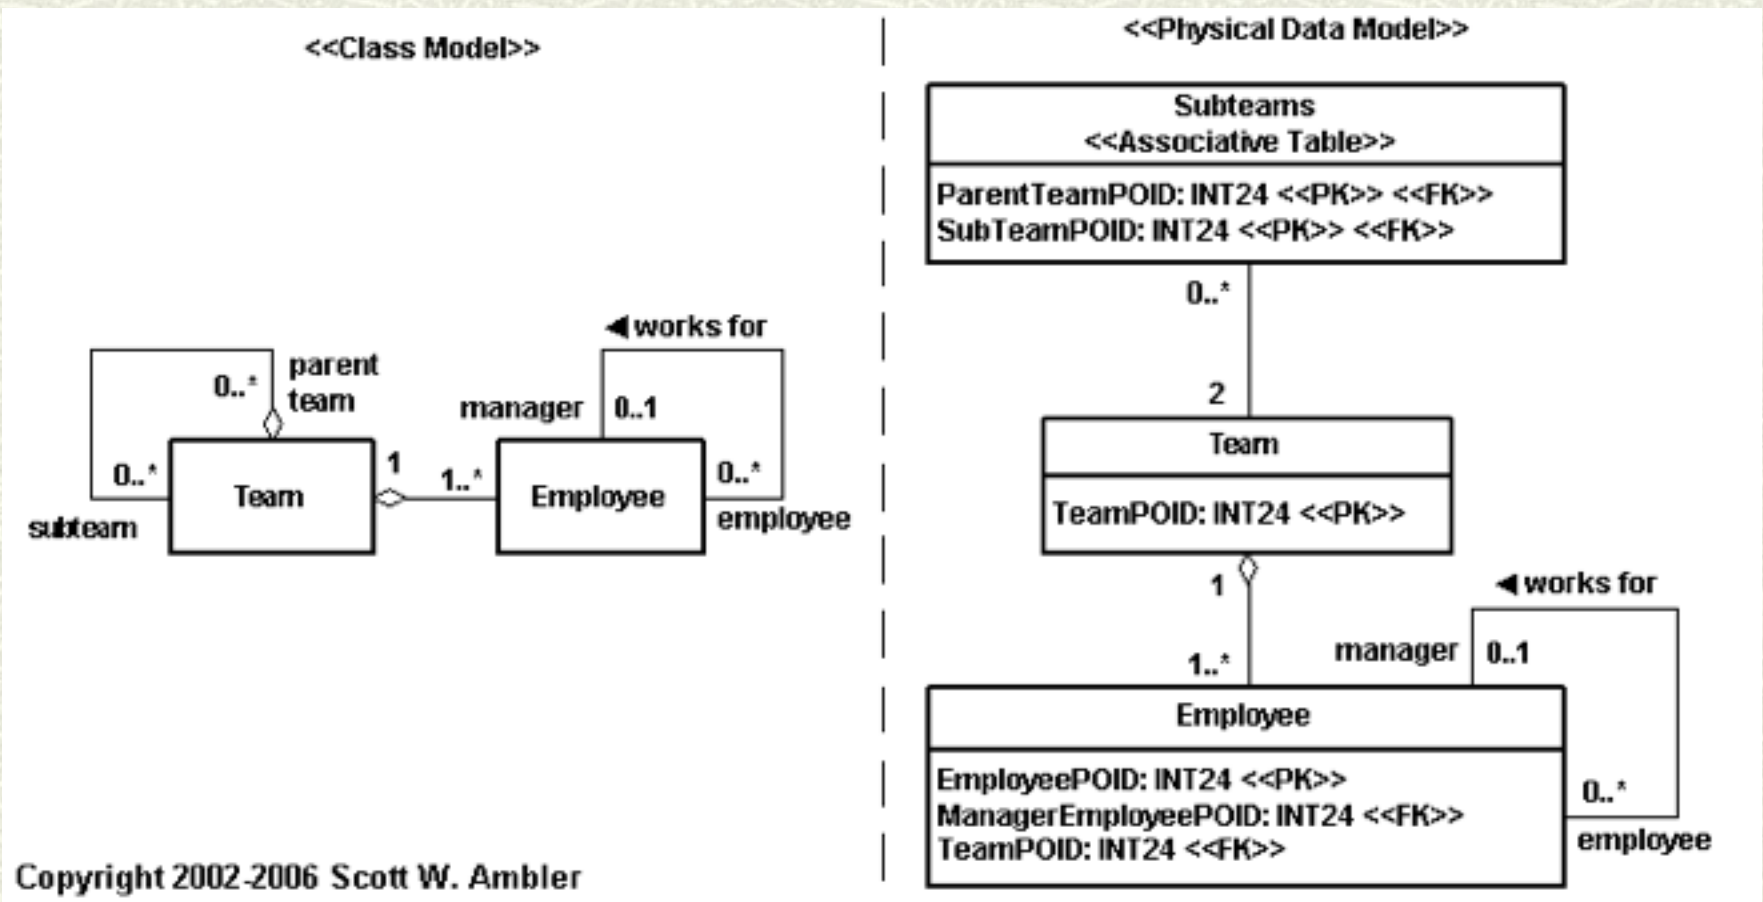 <<Class Model>>
parent
team
0..*
0..*
subteam
Team
1
1..*
◄ works for
manager
0..1
Employee
0..*
employee
Copyright 2002-2006 Scott W. Ambler
<<Physical Data Model>>
Subteams
<<Associative Table>>
ParentTeamPOID: INT24 <<PK>> <<FK>>
SubTeamPOID: INT24 <<PK>> <<FK>>
0..*
2
Team
TeamPOID: INT24 <<PK>>
1
1..*
◄ works for
manager
0..1
Employee
EmployeePOID: INT24 <<PK>>
ManagerEmployeePOID: INT24 <<FK>>
TeamPOID: INT24 <<FK>>
0..*
employee